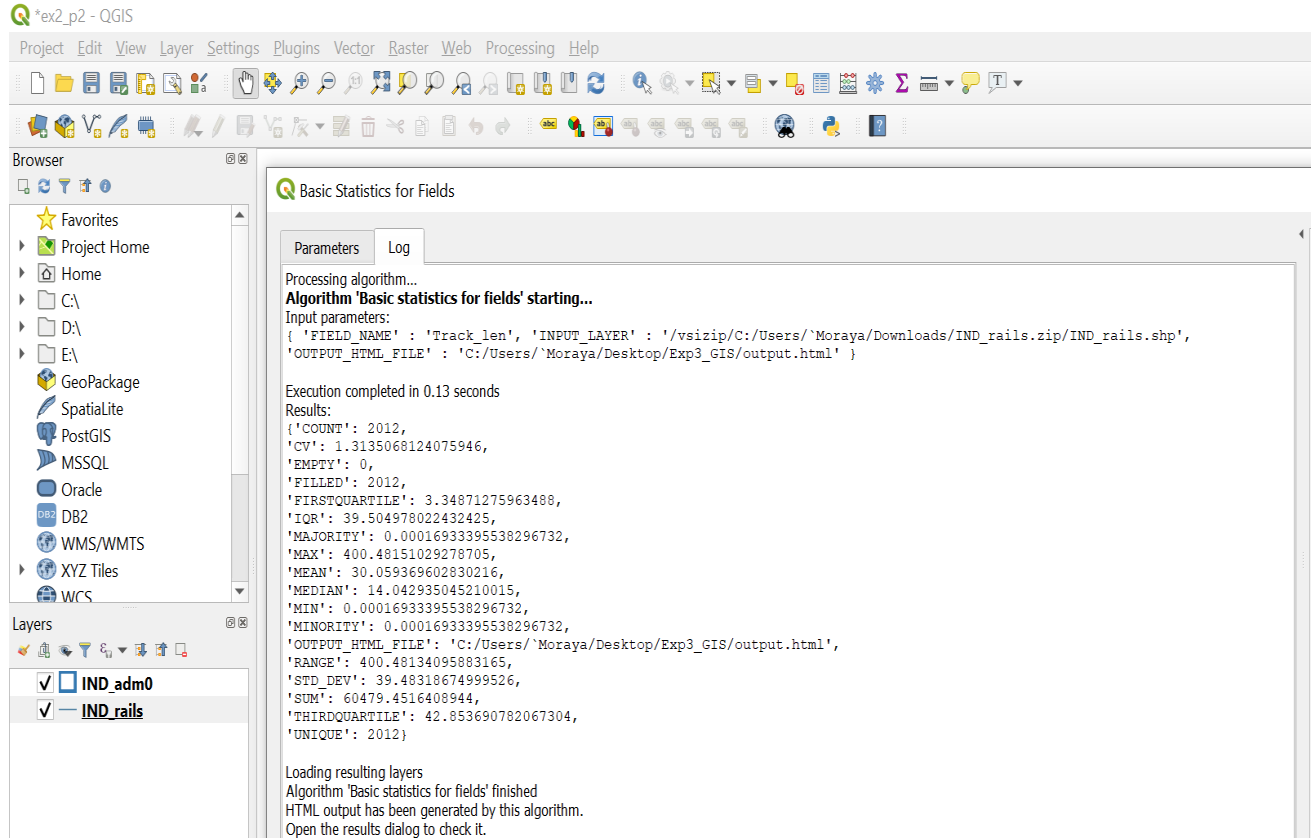 *ex2_p2 - QGIS
Project Edit View Layer Settings Plugins Vector Raster Web Processing Help
Browser
Favorites
Project Home
Home
C:\
D:\
E:\
GeoPackage
SpatiaLite
PostGIS
MSSQL
Oracle
DB2
WMS/WMTS
XYZ Tiles
WCS
Layers
IND_adm0
IND_rails
Basic Statistics for Fields
Parameters Log
Processing algorithm...
Algorithm 'Basic statistics for fields' starting...
Input parameters:
{ 'FIELD_NAME' : 'Track_len', 'INPUT_LAYER' : '/vsizip/C:/Users/`Moraya/Downloads/IND_rails.zip/IND_rails.shp',
'OUTPUT_HTML_FILE' : 'C:/Users/`Moraya/Desktop/Exp3_GIS/output.html' }
Execution completed in 0.13 seconds
Results:
{'COUNT': 2012,
'CV': 1.3135068124075946,
'EMPTY': 0,
'FILLED': 2012,
'FIRSTQUARTILE': 3.34871275963488,
'IQR': 39.504978022432425,
'MAJORITY': 0.00016933395538296732,
'MAX': 400.48151029278705,
'MEAN': 30.059369602830216,
'MEDIAN': 14.042935045210015,
'MIN': 0.00016933395538296732,
'MINORITY': 0.00016933395538296732,
'OUTPUT_HTML_FILE': 'C:/Users/`Moraya/Desktop/Exp3_GIS/output.html',
'RANGE': 400.48134095883165,
'STD_DEV': 39.48318674999526,
'SUM': 60479.4516408944,
'THIRDQUARTILE': 42.853690782067304,
'UNIQUE': 2012}
Loading resulting layers
Algorithm 'Basic statistics for fields' finished
HTML output has been generated by this algorithm.
Open the results dialog to check it.